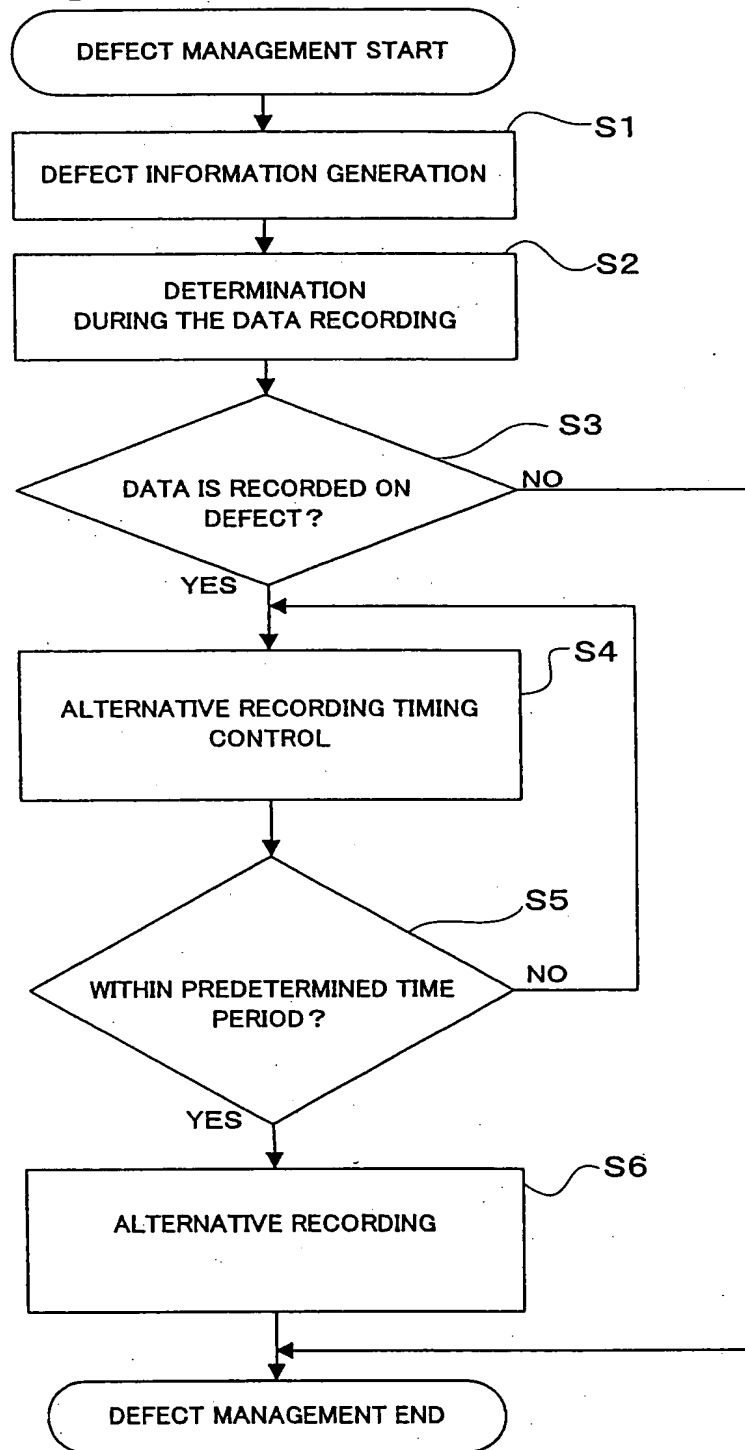 DEFECT MANAGEMENT START
S1
DEFECT INFORMATION GENERATION
S2
DETERMINATION
DURING THE DATA RECORDING
S3
DATA IS RECORDED ON
DEFECT?
NO
YES
S4
ALTERNATIVE RECORDING TIMING
CONTROL
S5
WITHIN PREDETERMINED TIME
PERIOD?
NO
YES
S6
ALTERNATIVE RECORDING
DEFECT MANAGEMENT END